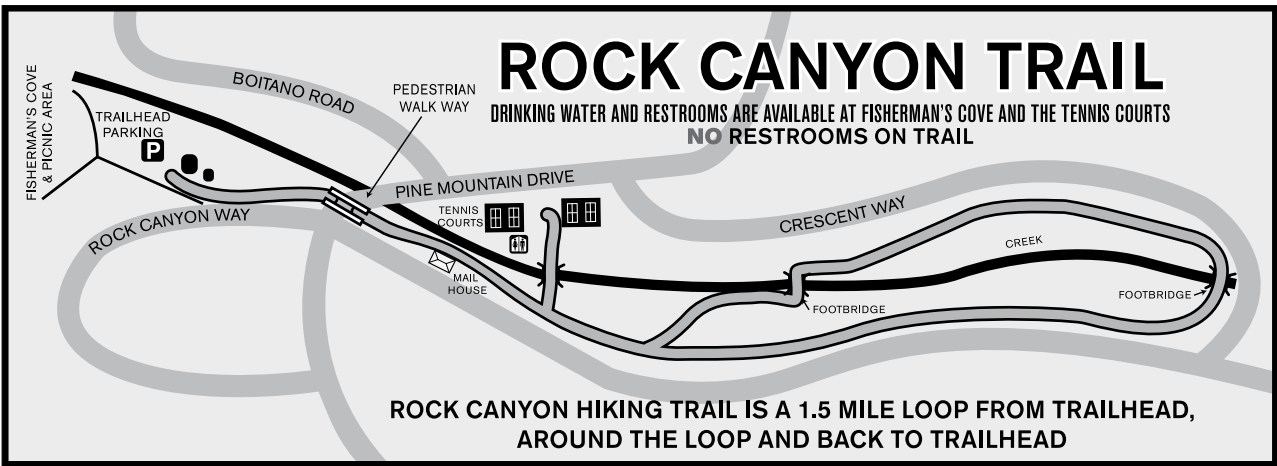 ROCK CANYON TRAIL
DRINKING WATER AND RESTROOMS ARE AVAILABLE AT FISHERMAN'S COVE AND THE TENNIS COURTS
NO RESTROOMS ON TRAIL
FISHERMAN'S COVE
& PICNIC AREA
TRAILHEAD
PARKING
P
BOITANO ROAD
PEDESTRIAN
WALK WAY
PINE MOUNTAIN DRIVE
ROCK CANYON WAY
TENNIS
COURTS
MAIL
HOUSE
CRESCENT WAY
CREEK
FOOTBRIDGE
FOOTBRIDGE
ROCK CANYON HIKING TRAIL IS A 1.5 MILE LOOP FROM TRAILHEAD,
AROUND THE LOOP AND BACK TO TRAILHEAD